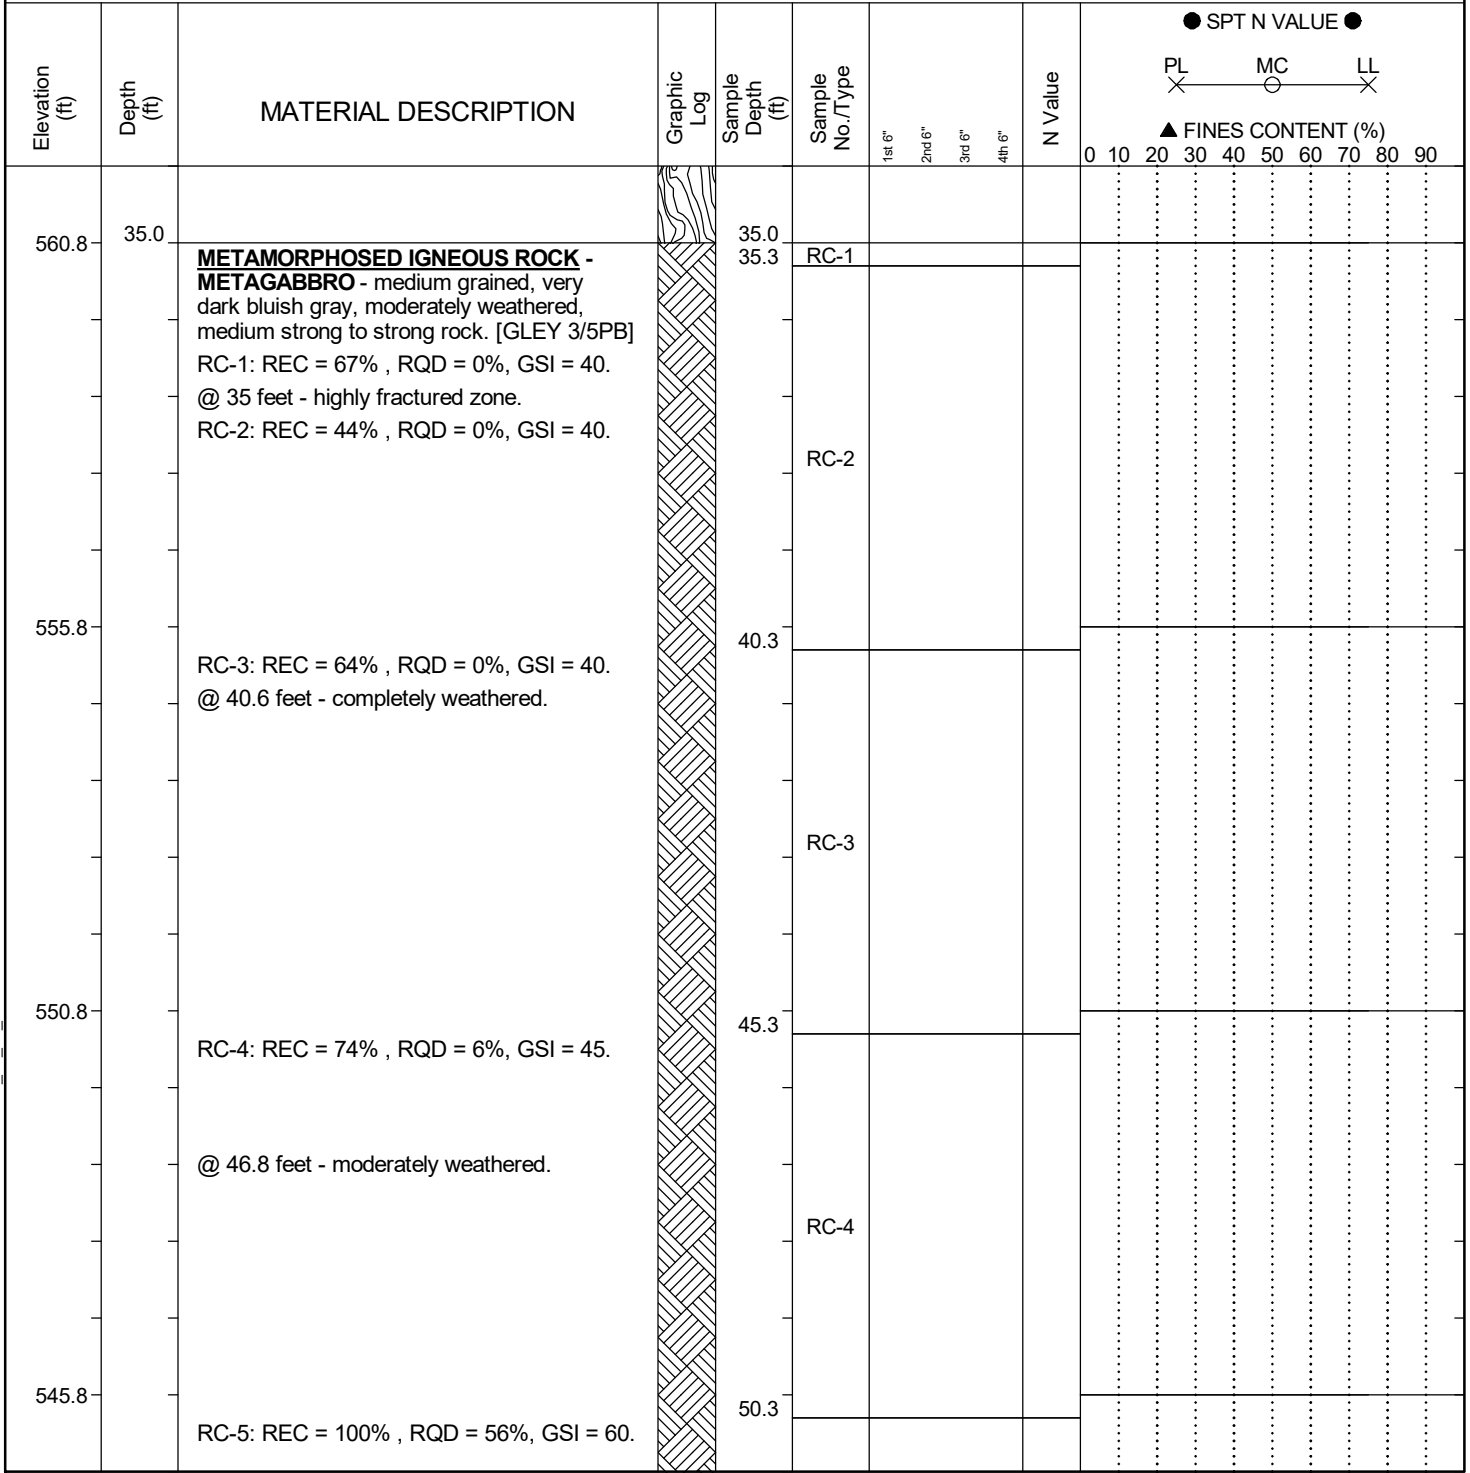 Elevation (ft)
Depth (ft)
MATERIAL DESCRIPTION
Graphic Log
Sample Depth (ft)
Sample No./Type
1st 6"
2nd 6"
3rd 6"
4th 6"
N Value
● SPT N VALUE ●
PL MC LL
▲ FINES CONTENT (%)
0 10 20 30 40 50 60 70 80 90
560.8 35.0 35.0
METAMORPHOSED IGNEOUS ROCK - 35.3 RC-1
METAGABBRO - medium grained, very
dark bluish gray, moderately weathered,
medium strong to strong rock. [GLEY 3/5PB]
RC-1: REC = 67% , RQD = 0%, GSI = 40.
@ 35 feet - highly fractured zone.
RC-2: REC = 44% , RQD = 0%, GSI = 40.
RC-2
555.8 40.3
RC-3: REC = 64% , RQD = 0%, GSI = 40.
@ 40.6 feet - completely weathered.
RC-3
550.8 45.3
RC-4: REC = 74% , RQD = 6%, GSI = 45.
@ 46.8 feet - moderately weathered.
RC-4
545.8 50.3
RC-5: REC = 100% , RQD = 56%, GSI = 60.